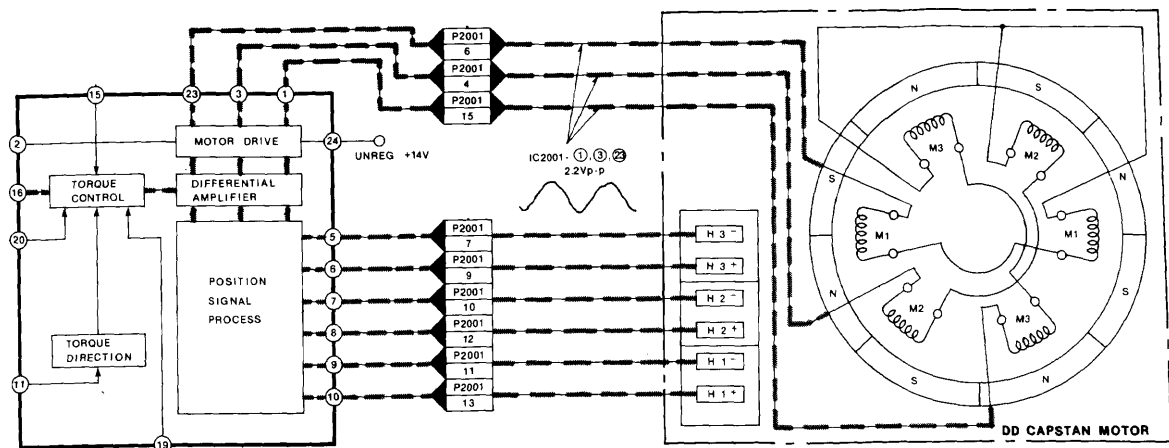 P2001
6
P2001
4
P2001
15
15
23
3
1
2
MOTOR DRIVE
24
UNREG +14V
IC2001- ①, ③, ㉓
2.2Vp-p
16
TORQUE
CONTROL
DIFFERENTIAL
AMPLIFIER
20
POSITION
SIGNAL
PROCESS
TORQUE
DIRECTION
11
19
5
P2001
7
H 3⁻
6
P2001
9
H 3⁺
7
P2001
10
H 2⁻
8
P2001
12
H 2⁺
9
P2001
11
H 1⁻
10
P2001
13
H 1⁺
N
S
M3
M2
S
N
M1
M1
N
S
M2
M3
S
N
DD CAPSTAN MOTOR